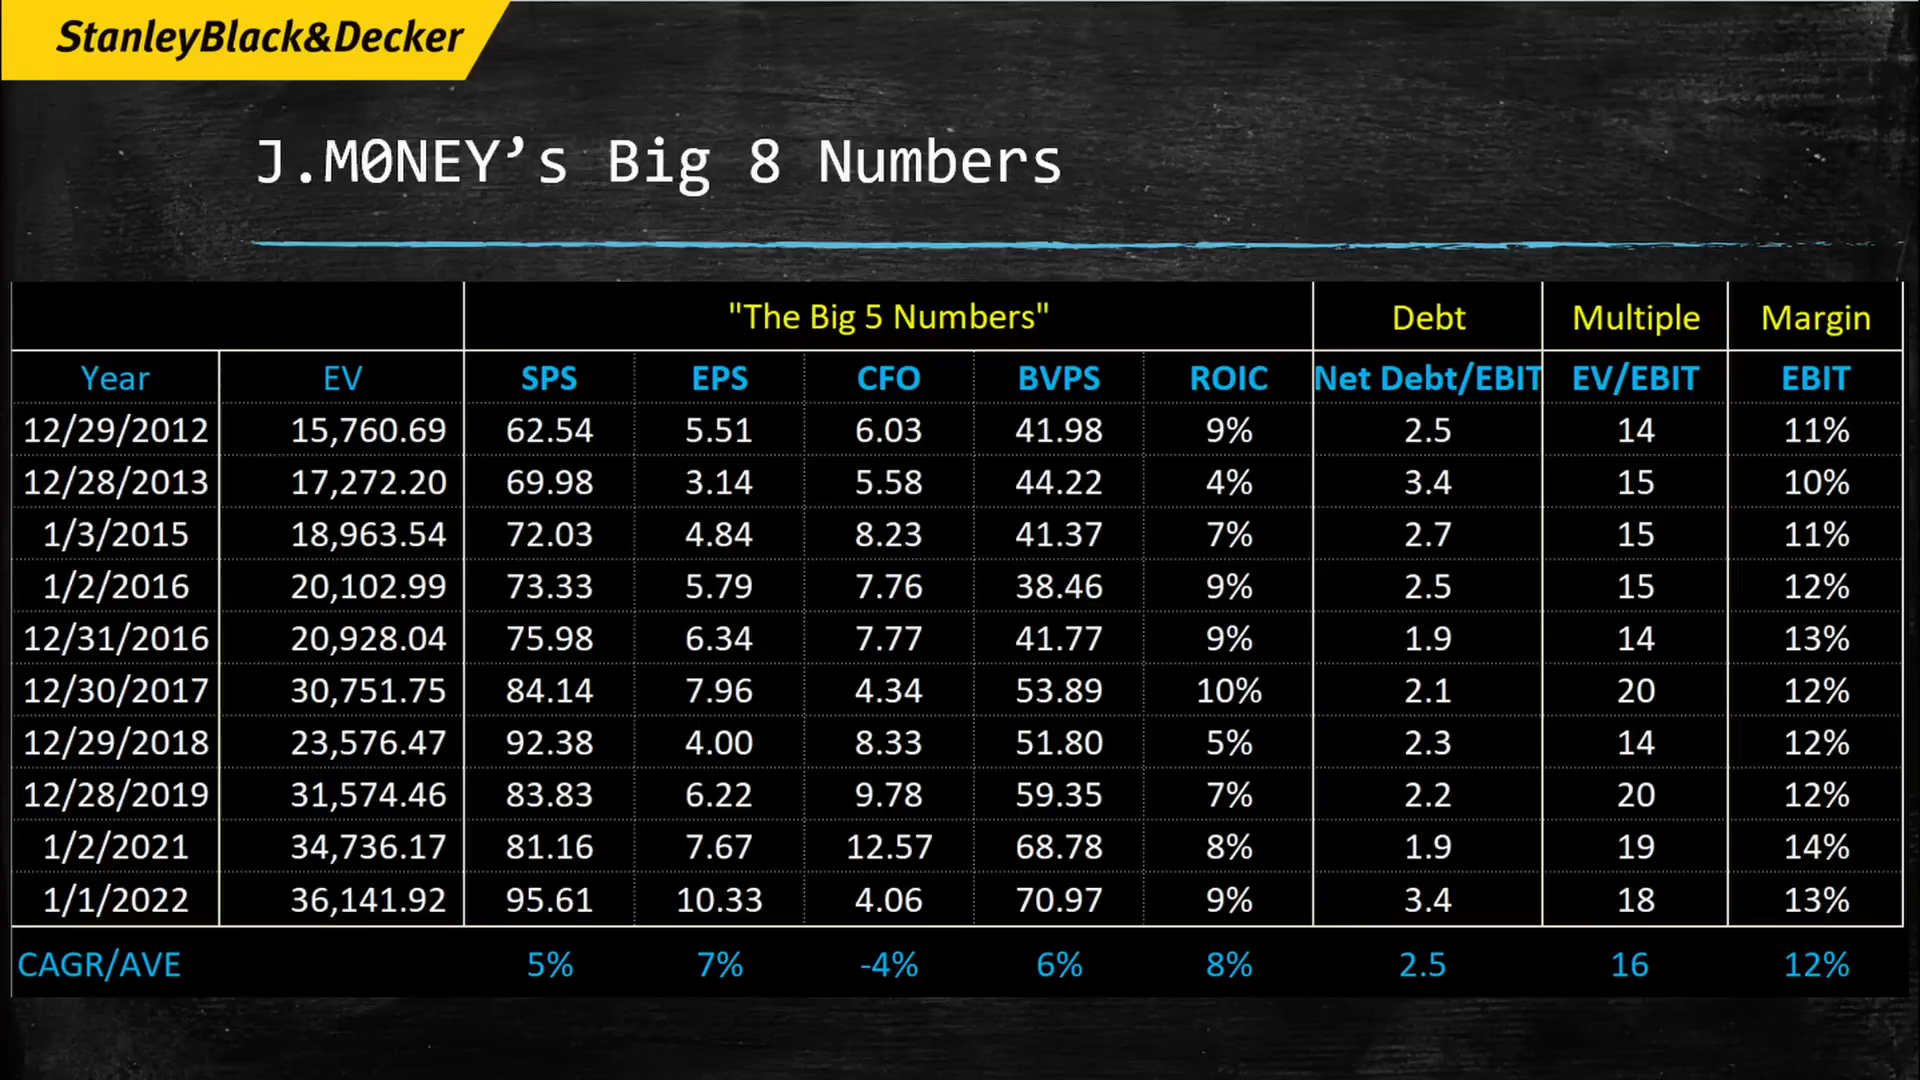 StanleyBlack&Decker
J.M0NEY’s Big 8 Numbers
"The Big 5 Numbers" Debt Multiple Margin
Year EV SPS EPS CFO BVPS ROIC Net Debt/EBIT EV/EBIT EBIT
12/29/2012 15,760.69 62.54 5.51 6.03 41.98 9% 2.5 14 11%
12/28/2013 17,272.20 69.98 3.14 5.58 44.22 4% 3.4 15 10%
1/3/2015 18,963.54 72.03 4.84 8.23 41.37 7% 2.7 15 11%
1/2/2016 20,102.99 73.33 5.79 7.76 38.46 9% 2.5 15 12%
12/31/2016 20,928.04 75.98 6.34 7.77 41.77 9% 1.9 14 13%
12/30/2017 30,751.75 84.14 7.96 4.34 53.89 10% 2.1 20 12%
12/29/2018 23,576.47 92.38 4.00 8.33 51.80 5% 2.3 14 12%
12/28/2019 31,574.46 83.83 6.22 9.78 59.35 7% 2.2 20 12%
1/2/2021 34,736.17 81.16 7.67 12.57 68.78 8% 1.9 19 14%
1/1/2022 36,141.92 95.61 10.33 4.06 70.97 9% 3.4 18 13%
CAGR/AVE 5% 7% -4% 6% 8% 2.5 16 12%